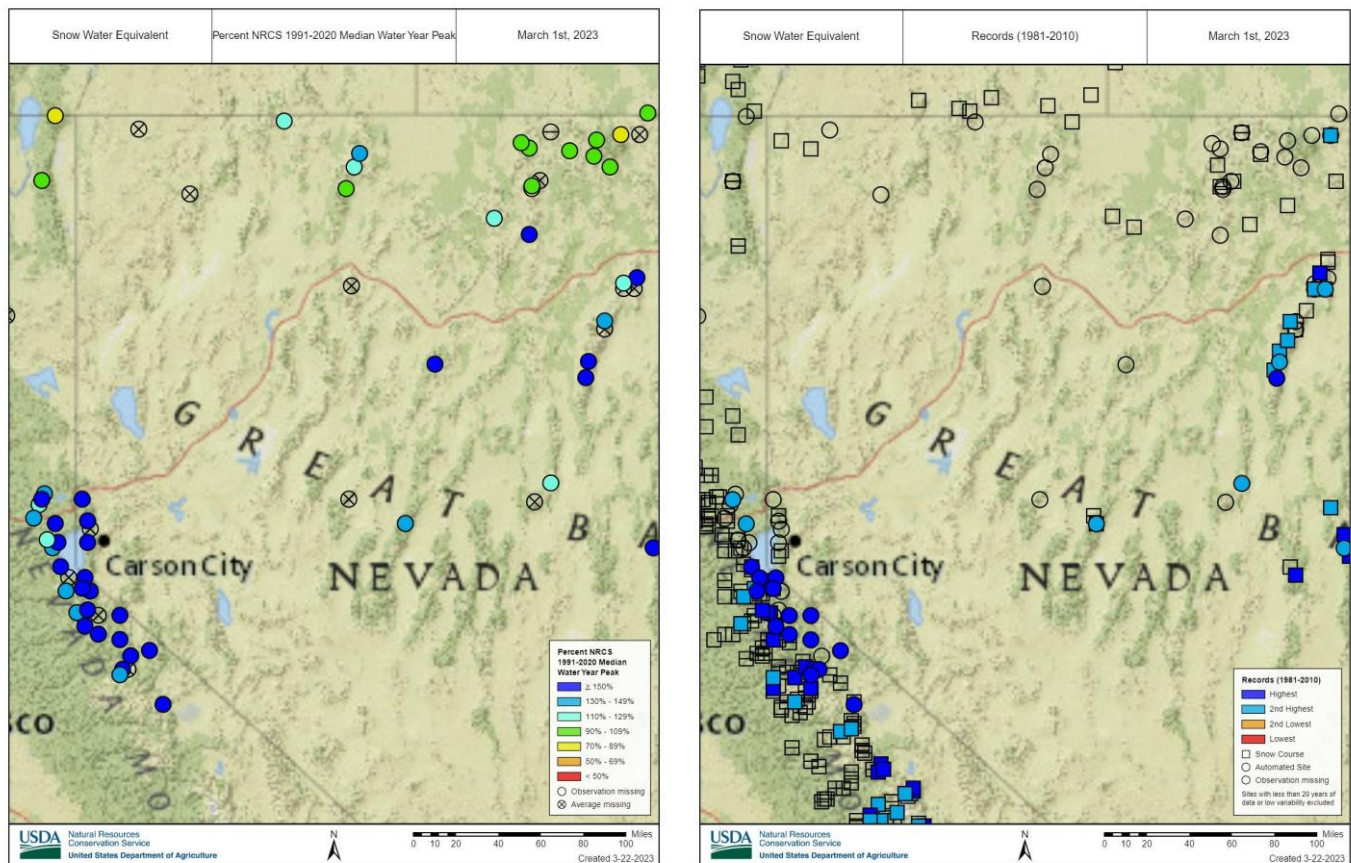 Snow Water Equivalent
Percent NRCS 1991-2020 Median Water Year Peak
March 1st, 2023
GREAT BA
Carson City
NEVADA
NEVADA MO
SCO
Percent NRCS
1991-2020 Median
Water Year Peak
≥ 150%
130% - 149%
110% - 129%
90% - 109%
70% - 89%
50% - 69%
< 50%
Observation missing
Average missing
USDA
Natural Resources
Conservation Service
United States Department of Agriculture
N
Miles
0 10 20 40 60 80 100
Created 3-22-2023
Snow Water Equivalent
Records (1981-2010)
March 1st, 2023
GREAT BA
Carson City
NEVADA
SCO
Records (1981-2010)
Highest
2nd Highest
2nd Lowest
Lowest
Snow Course
Automated Site
Observation missing
Sites with less than 20 years of
data or low variability excluded
USDA
Natural Resources
Conservation Service
United States Department of Agriculture
N
Miles
0 10 20 40 60 80 100
Created 3-22-2023